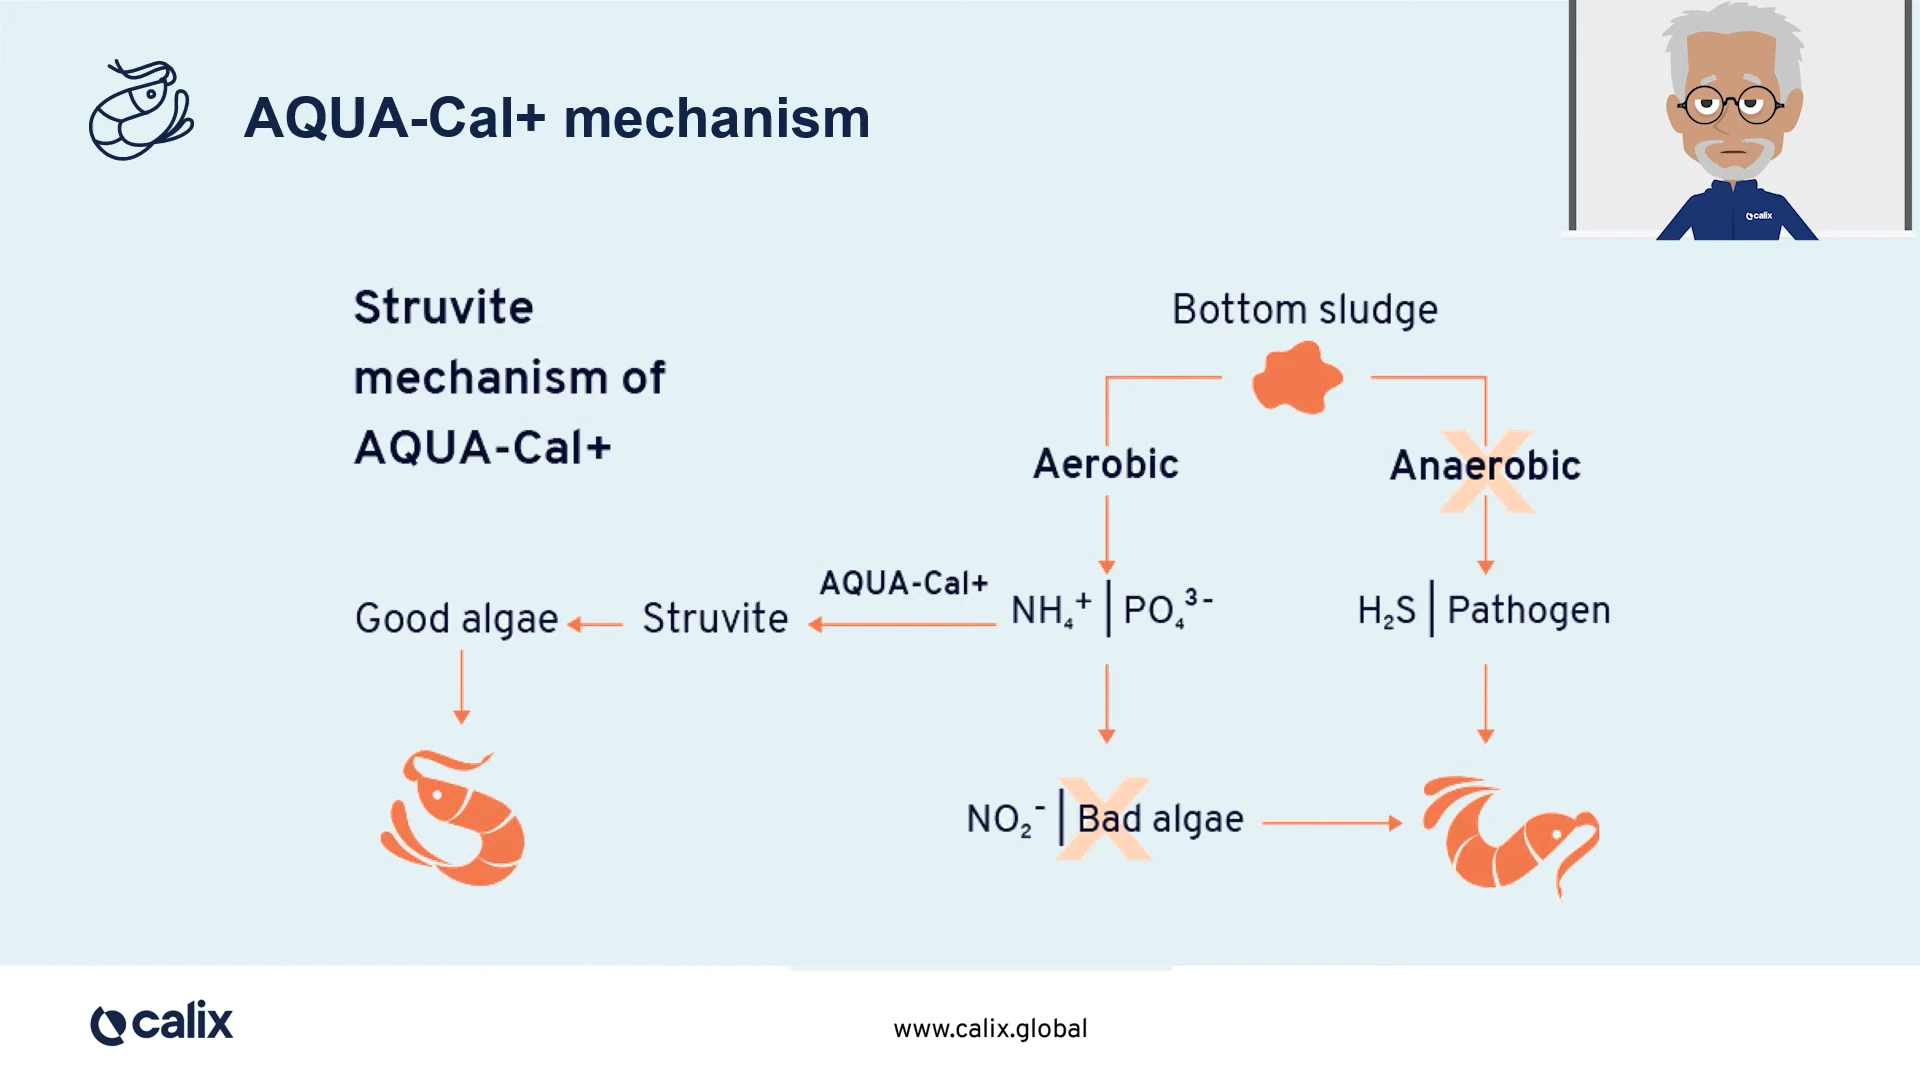 AQUA-Cal+ mechanism
calix
Struvite
mechanism of
AQUA-Cal+
Bottom sludge
Aerobic
Anaerobic
AQUA-Cal+
Good algae
Struvite
NH₄⁺ | PO₄³⁻
H₂S | Pathogen
NO₂⁻ | Bad algae
calix
www.calix.global